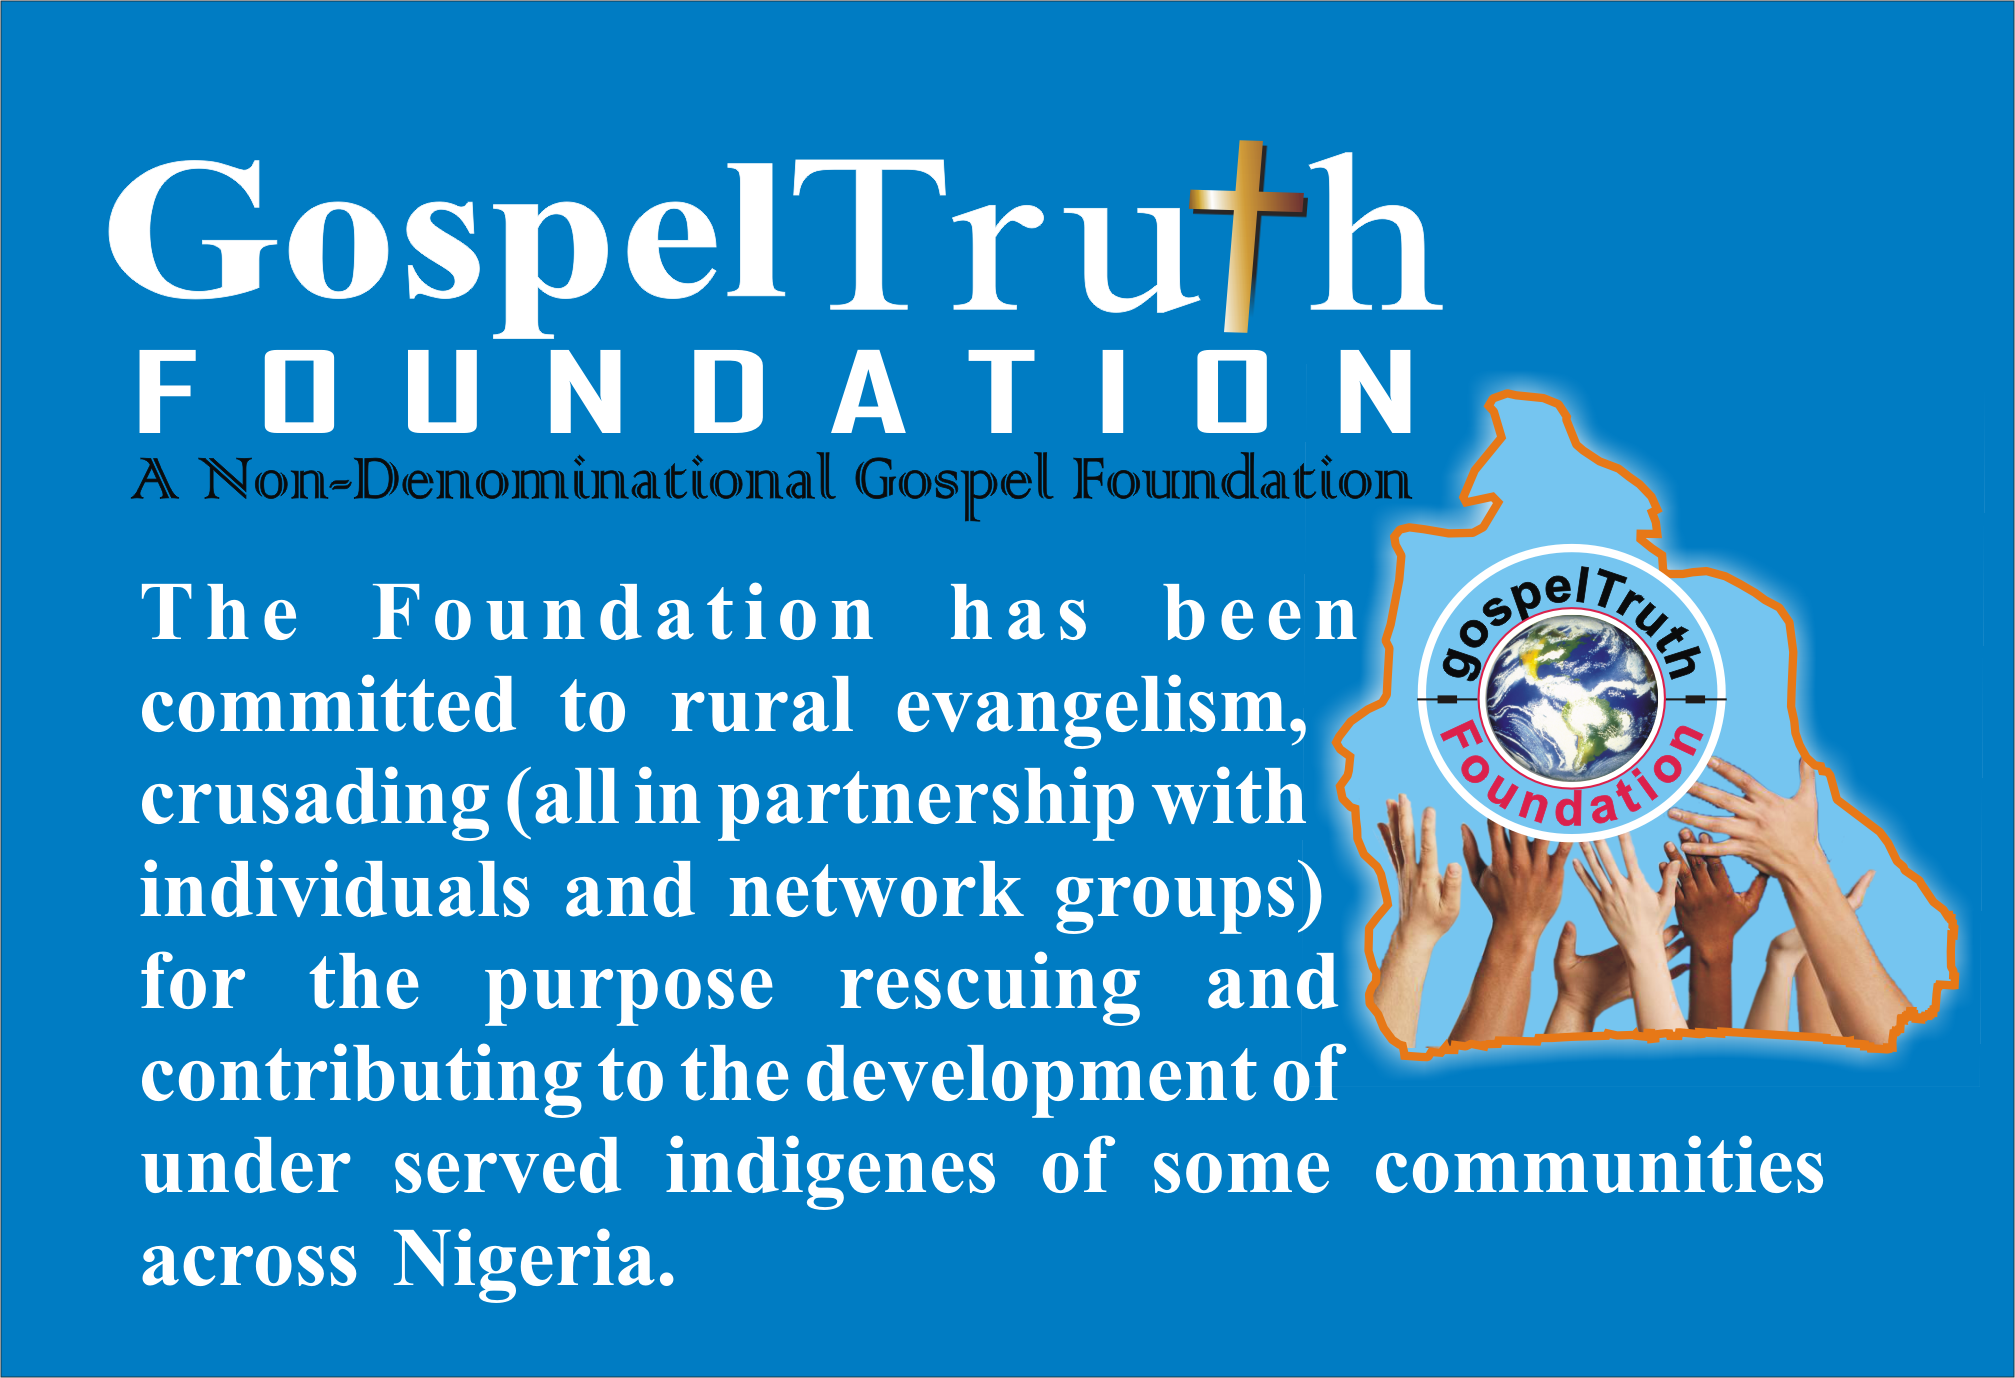 GospelTruth
FOUNDATION
A Non-Denominational Gospel Foundation
The Foundation has been
committed to rural evangelism,
crusading (all in partnership with
individuals and network groups)
for the purpose rescuing and
contributing to the development of
under served indigenes of some communities
across Nigeria.
gospelTruth
Foundation